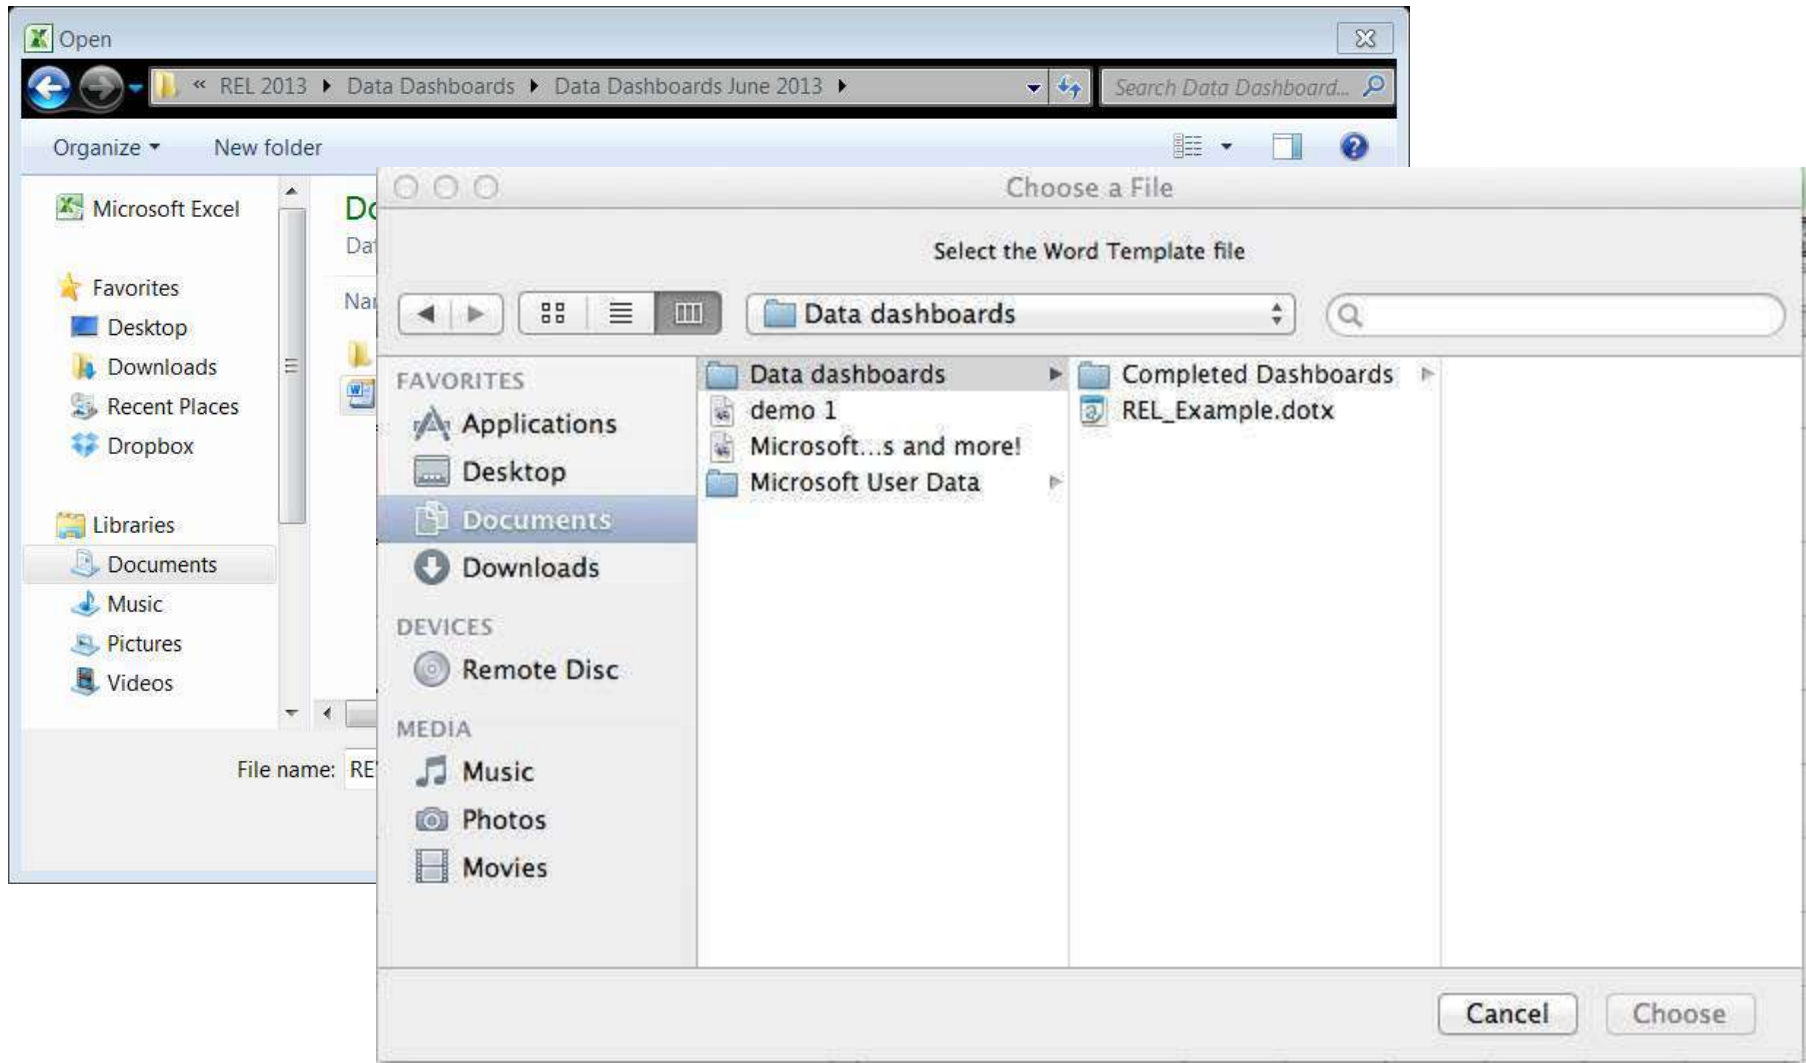 Open
« REL 2013 Data Dashboards Data Dashboards June 2013
Search Data Dashboard...
Organize New folder
Microsoft Excel
Favorites
Desktop
Downloads
Recent Places
Dropbox
Libraries
Documents
Music
Pictures
Videos
File name:
Choose a File
Select the Word Template file
Data dashboards
FAVORITES
Applications
Desktop
Documents
Downloads
DEVICES
Remote Disc
MEDIA
Music
Photos
Movies
Data dashboards
demo 1
Microsoft...s and more!
Microsoft User Data
Completed Dashboards
REL_Example.dotx
Cancel
Choose